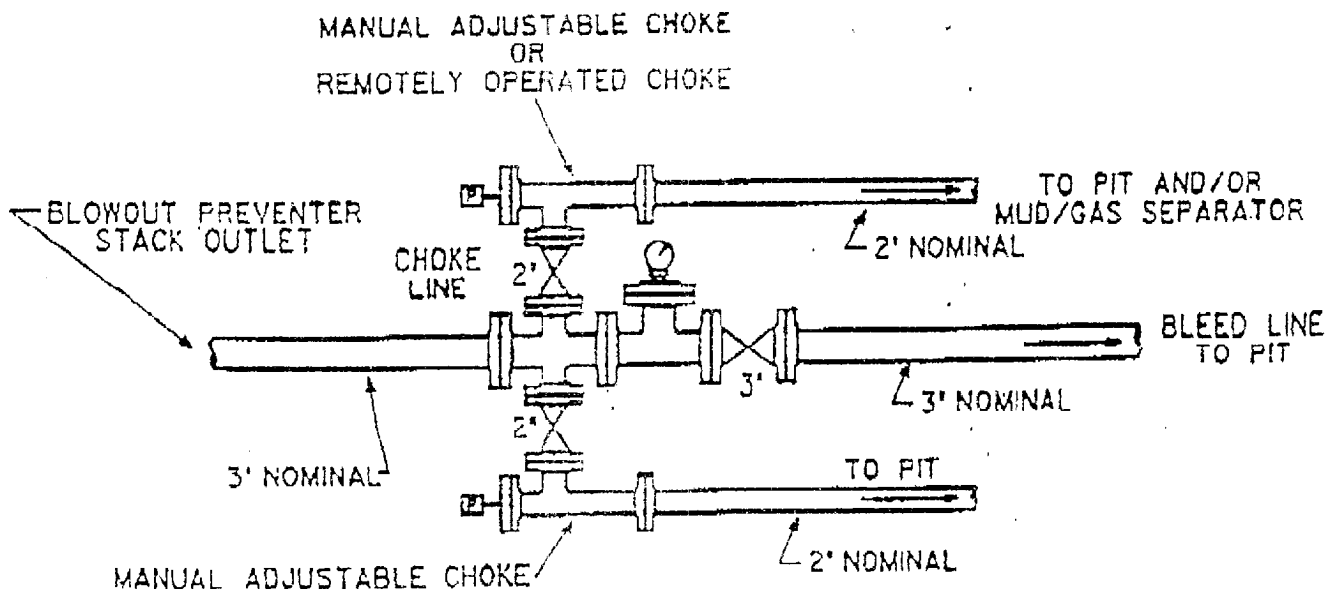 MANUAL ADJUSTABLE CHOKE
OR
REMOTELY OPERATED CHOKE
BLOWOUT PREVENTER
STACK OUTLET
CHOKE
LINE
2"
TO PIT AND/OR
MUD/GAS SEPARATOR
2" NOMINAL
BLEED LINE
TO PIT
3"
3" NOMINAL
2"
3" NOMINAL
TO PIT
2" NOMINAL
MANUAL ADJUSTABLE CHOKE